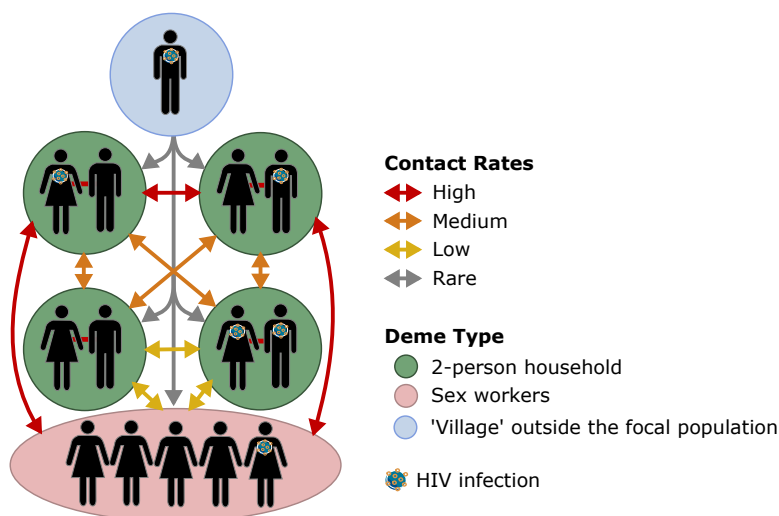 Contact Rates
High
Medium
Low
Rare
Deme Type
2-person household
Sex workers
'Village' outside the focal population
HIV infection